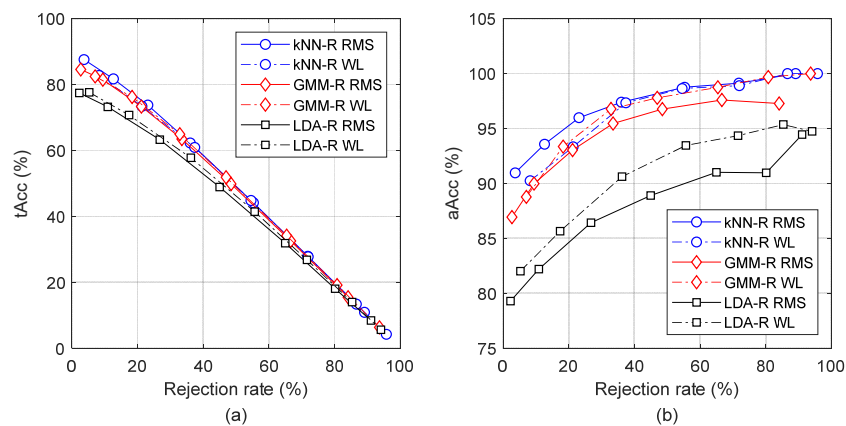 100
80
60
40
20
0
tAcc (%)
kNN-R RMS
kNN-R WL
GMM-R RMS
GMM-R WL
LDA-R RMS
LDA-R WL
0 20 40 60 80 100
Rejection rate (%)
(a)
105
100
95
90
85
80
75
aAcc (%)
kNN-R RMS
kNN-R WL
GMM-R RMS
GMM-R WL
LDA-R RMS
LDA-R WL
0 20 40 60 80 100
Rejection rate (%)
(b)